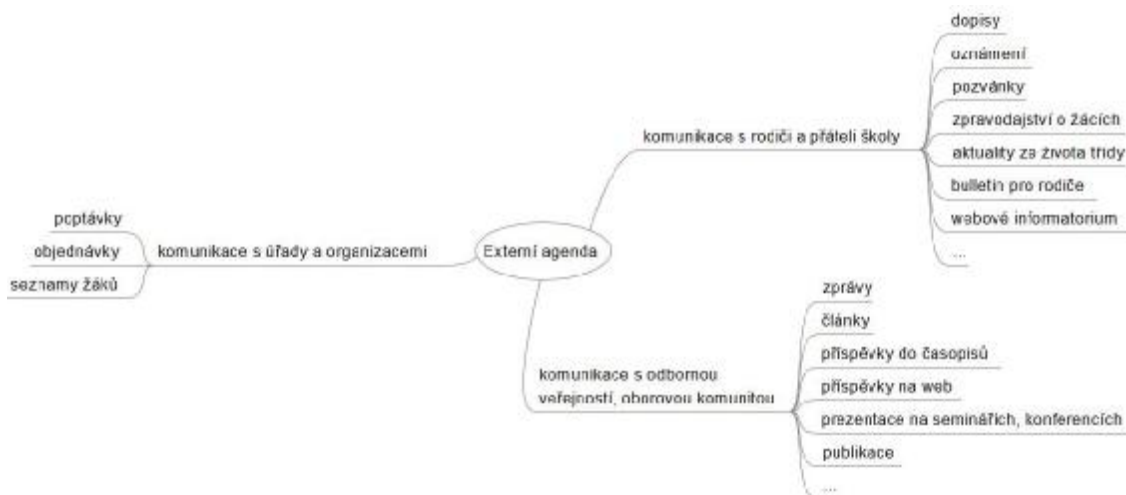 Externí agenda
komunikace s rodiči a přáteli školy
dopisy
oznámení
pozvánky
zpravodajství o žácích
aktuality ze života třídy
bulletin pro rodiče
webové informatorium
...
komunikace s úřady a organizacemi
poptávky
objednávky
seznamy žáků
komunikace s odbornou
veřejností, oborovou komunitou
zprávy
články
příspěvky do časopisů
příspěvky na web
prezentace na seminářích, konferencích
publikace
...